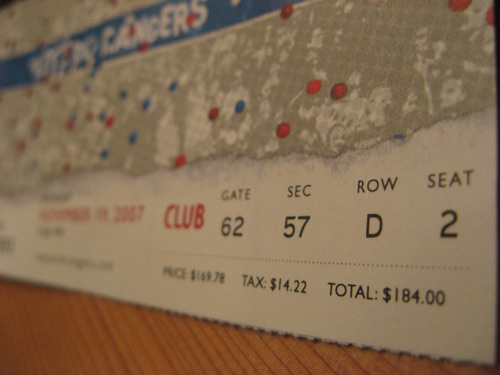 RANGERS
GATE SEC ROW SEAT
NOVEMBER 19, 2007 CLUB 62 57 D 2
PRICE: $169.78 TAX: $14.22 TOTAL: $184.00